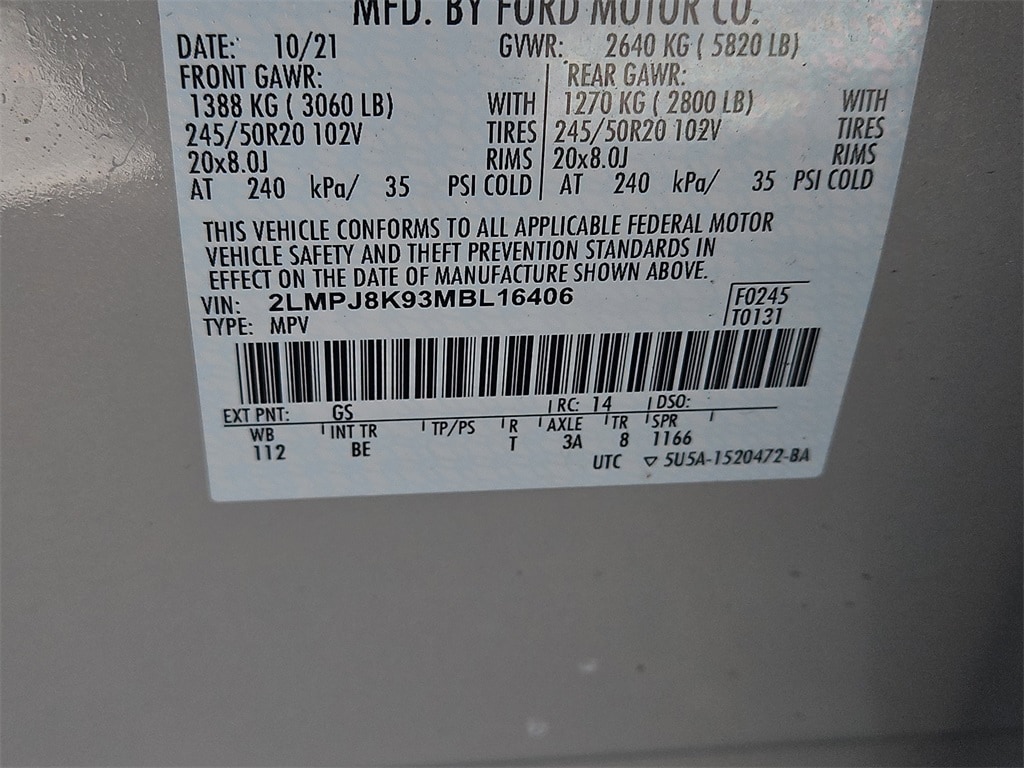 MFD. BY FORD MOTOR CO.
DATE: 10/21 GVWR: 2640 KG ( 5820 LB)
FRONT GAWR: REAR GAWR:
1388 KG ( 3060 LB) WITH 1270 KG ( 2800 LB) WITH
245/50R20 102V TIRES 245/50R20 102V TIRES
20x8.0J RIMS 20x8.0J RIMS
AT 240 kPa/ 35 PSI COLD AT 240 kPa/ 35 PSI COLD
THIS VEHICLE CONFORMS TO ALL APPLICABLE FEDERAL MOTOR
VEHICLE SAFETY AND THEFT PREVENTION STANDARDS IN
EFFECT ON THE DATE OF MANUFACTURE SHOWN ABOVE.
VIN: 2LMPJ8K93MBL16406 F0245
TYPE: MPV T0131
EXT PNT: GS RC: 14 DSO:
WB INT TR TP/PS R AXLE TR SPR
112 BE T 3A 8 1166
UTC ▽ 5U5A-1520472-BA